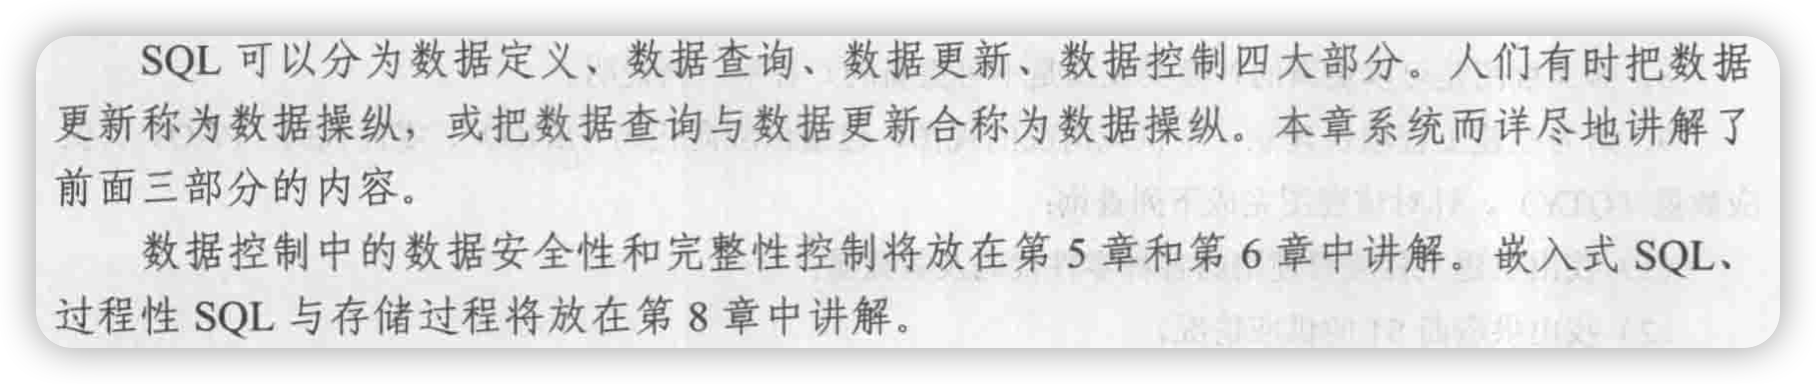 SQL 可以分为数据定义、数据查询、数据更新、数据控制四大部分。人们有时把数据
更新称为数据操纵，或把数据查询与数据更新合称为数据操纵。本章系统而详尽地讲解了
前面三部分的内容。
数据控制中的数据安全性和完整性控制将放在第 5 章和第 6 章中讲解。嵌入式 SQL、
过程性 SQL 与存储过程将放在第 8 章中讲解。